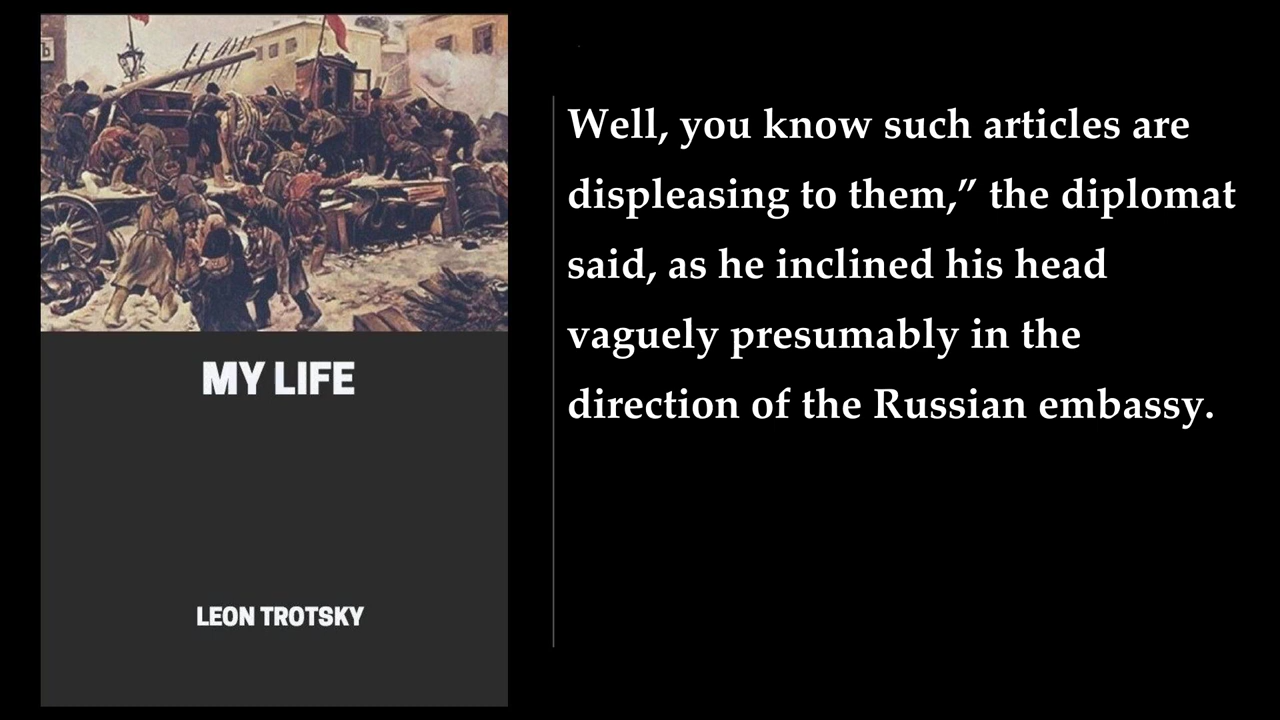 MY LIFE
LEON TROTSKY
Well, you know such articles are
displeasing to them,” the diplomat
said, as he inclined his head
vaguely presumably in the
direction of the Russian embassy.